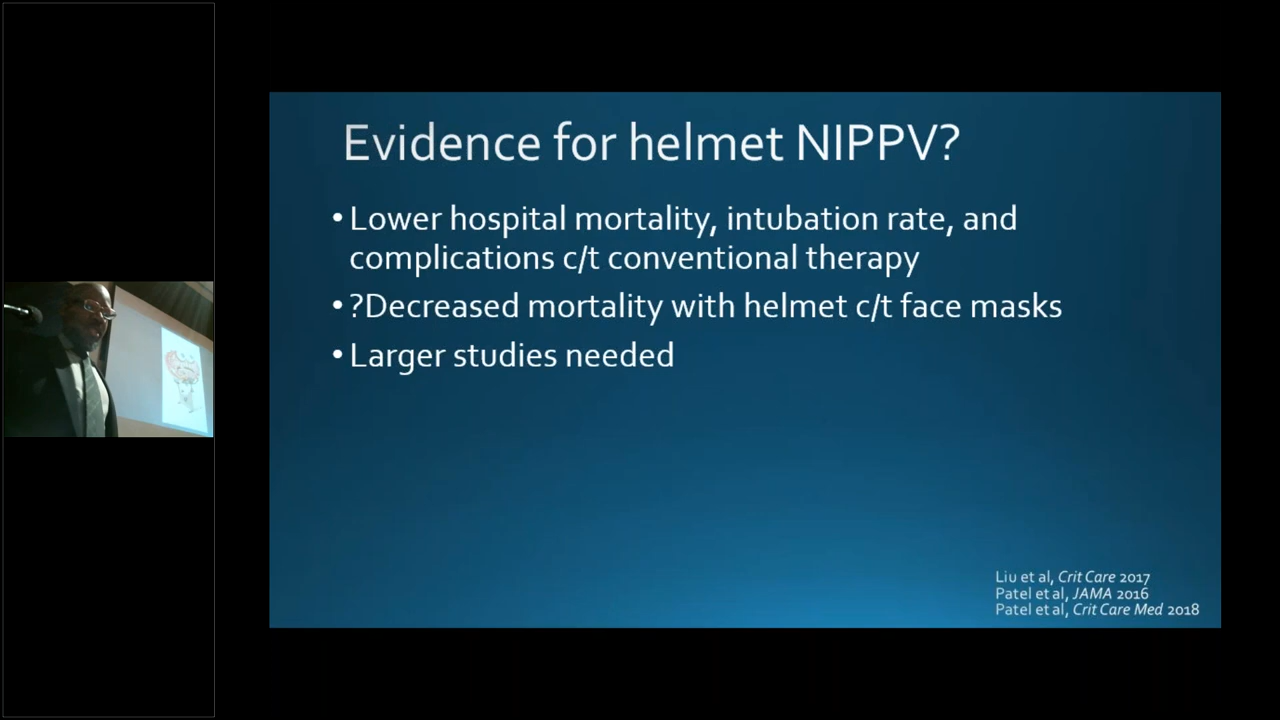 Evidence for helmet NIPPV?
• Lower hospital mortality, intubation rate, and
complications c/t conventional therapy
• ?Decreased mortality with helmet c/t face masks
• Larger studies needed
Liu et al, Crit Care 2017
Patel et al, JAMA 2016
Patel et al, Crit Care Med 2018